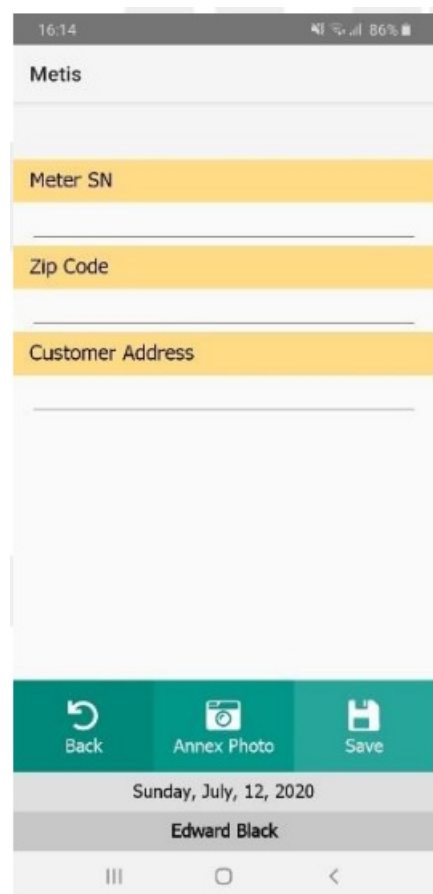 16:14 86%
Metis
Meter SN
Zip Code
Customer Address
Back Annex Photo Save
Sunday, July, 12, 2020
Edward Black